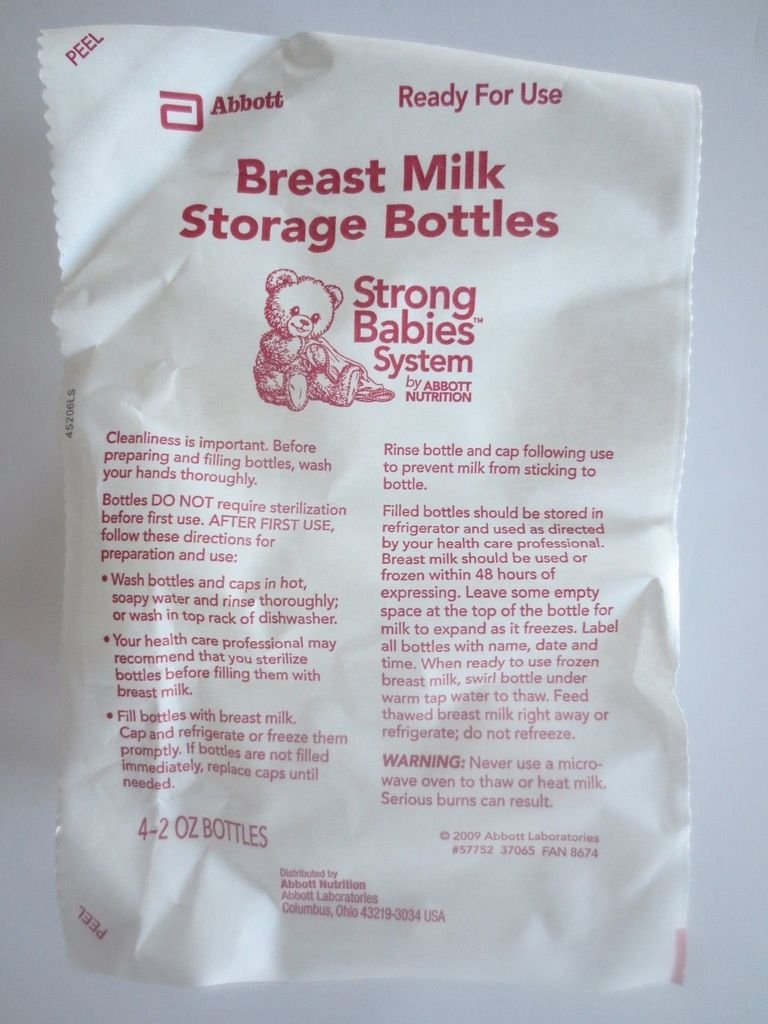 PEEL
Abbott
Ready For Use
Breast Milk
Storage Bottles
Strong
Babies™
System
by ABBOTT
NUTRITION
45206LS
Cleanliness is important. Before
preparing and filling bottles, wash
your hands thoroughly.
Bottles DO NOT require sterilization
before first use. AFTER FIRST USE,
follow these directions for
preparation and use:
• Wash bottles and caps in hot,
soapy water and rinse thoroughly;
or wash in top rack of dishwasher.
• Your health care professional may
recommend that you sterilize
bottles before filling them with
breast milk.
• Fill bottles with breast milk.
Cap and refrigerate or freeze them
promptly. If bottles are not filled
immediately, replace caps until
needed.
4-2 OZ BOTTLES
Rinse bottle and cap following use
to prevent milk from sticking to
bottle.
Filled bottles should be stored in
refrigerator and used as directed
by your health care professional.
Breast milk should be used or
frozen within 48 hours of
expressing. Leave some empty
space at the top of the bottle for
milk to expand as it freezes. Label
all bottles with name, date and
time. When ready to use frozen
breast milk, swirl bottle under
warm tap water to thaw. Feed
thawed breast milk right away or
refrigerate; do not refreeze.
WARNING: Never use a micro-
wave oven to thaw or heat milk.
Serious burns can result.
© 2009 Abbott Laboratories
#57752 37065 FAN 8674
Distributed by
Abbott Nutrition
Abbott Laboratories
Columbus, Ohio 43219-3034 USA
PEEL